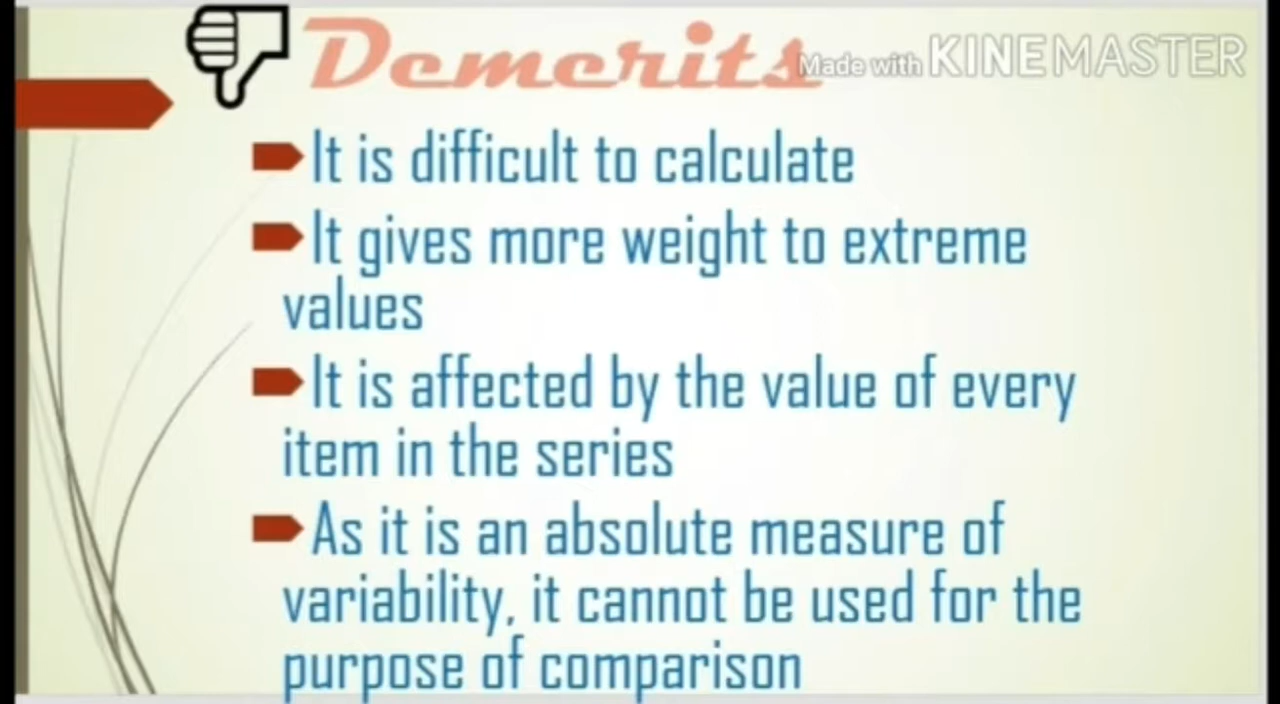 Demerits
Made with KINEMASTER
It is difficult to calculate
It gives more weight to extreme
values
It is affected by the value of every
item in the series
As it is an absolute measure of
variability, it cannot be used for the
purpose of comparison